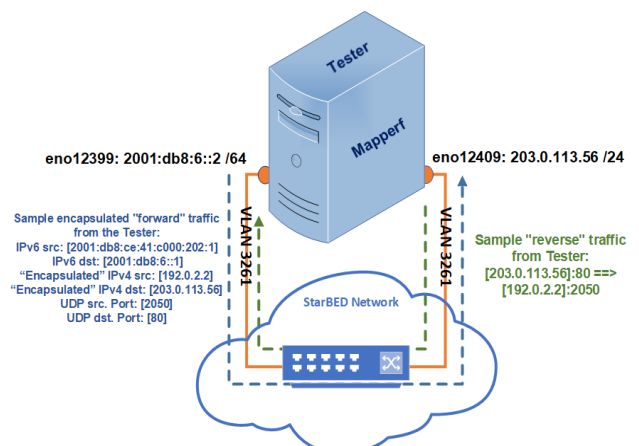 Tester
Mapperf
eno12399: 2001:db8:6::2 /64
eno12409: 203.0.113.56 /24
VLAN 3261
VLAN 3261
Sample encapsulated "forward" traffic
from the Tester:
IPv6 src: [2001:db8:ce:41:c000:202:1]
IPv6 dst: [2001:db8:6::1]
“Encapsulated” IPv4 src: [192.0.2.2]
“Encapsulated” IPv4 dst: [203.0.113.56]
UDP src. Port: [2050]
UDP dst. Port: [80]
Sample "reverse" traffic
from Tester:
[203.0.113.56]:80 ==>
[192.0.2.2]:2050
StarBED Network